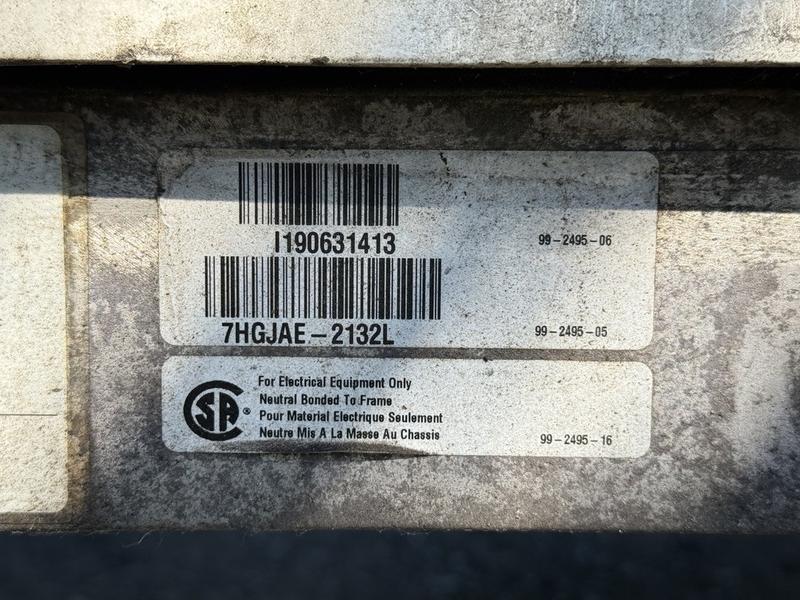 I190631413
99-2495-06
7HGJAE-2132L
99-2495-05
SA ®
For Electrical Equipment Only
Neutral Bonded To Frame
Pour Material Electrique Seulement
Neutre Mis A La Masse Au Chassis
99-2495-16